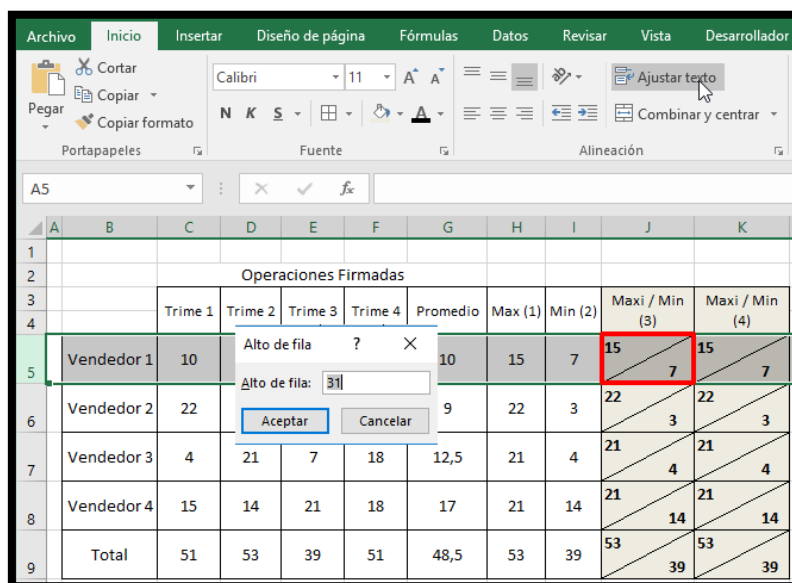 Archivo Inicio Insertar Diseño de página Fórmulas Datos Revisar Vista Desarrollador
Pegar
Cortar
Copiar
Copiar formato
Portapapeles
Calibri 11 A A
N K S A
Fuente
Ajustar texto
Combinar y centrar
Alineación
A5 fx
A B C D E F G H I J K
1
2 Operaciones Firmadas
3
4
Trime 1 Trime 2 Trime 3 Trime 4 Promedio Max (1) Min (2) Maxi / Min (3) Maxi / Min (4)
5 Vendedor 1 10 10 15 7 15 7 15 7
Alto de fila ?
Alto de fila: 31
Aceptar Cancelar
6 Vendedor 2 22 9 22 3 22 3 22 3
7 Vendedor 3 4 21 7 18 12,5 21 4 21 4 21 4
8 Vendedor 4 15 14 21 18 17 21 14 21 14 21 14
9 Total 51 53 39 51 48,5 53 39 53 39 53 39